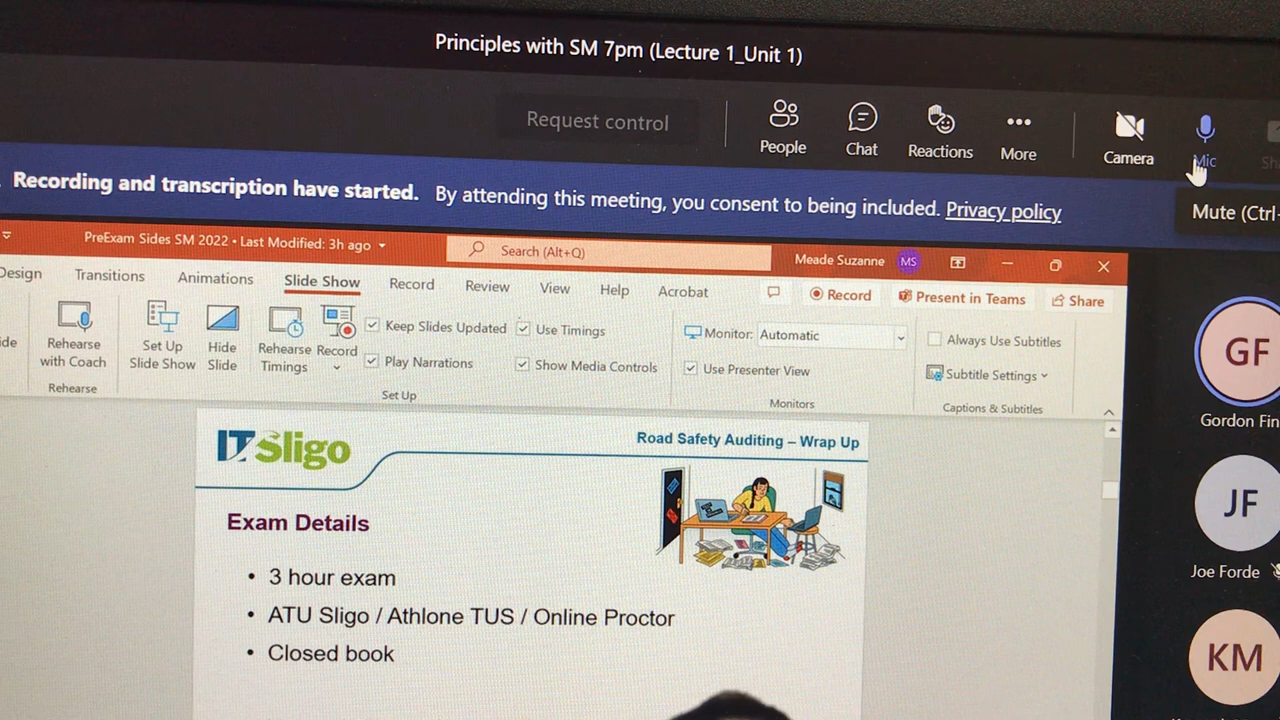 Principles with SM 7pm (Lecture 1_Unit 1)
Request control
People
Chat
Reactions
More
Camera
Mic
Recording and transcription have started. By attending this meeting, you consent to being included. Privacy policy
Mute (Ctrl
PreExam Sides SM 2022 • Last Modified: 3h ago
Search (Alt+Q)
Meade Suzanne
MS
Design
Transitions
Animations
Slide Show
Record
Review
View
Help
Acrobat
Record
Present in Teams
Share
Rehearse
with Coach
Rehearse
Set Up
Slide Show
Hide
Slide
Rehearse
Timings
Record
Keep Slides Updated
Play Narrations
Use Timings
Show Media Controls
Set Up
Monitor: Automatic
Use Presenter View
Monitors
Always Use Subtitles
Subtitle Settings
Captions & Subtitles
GF
Gordon Fin
JF
Joe Forde
KM
IT Sligo
Road Safety Auditing – Wrap Up
Exam Details
• 3 hour exam
• ATU Sligo / Athlone TUS / Online Proctor
• Closed book